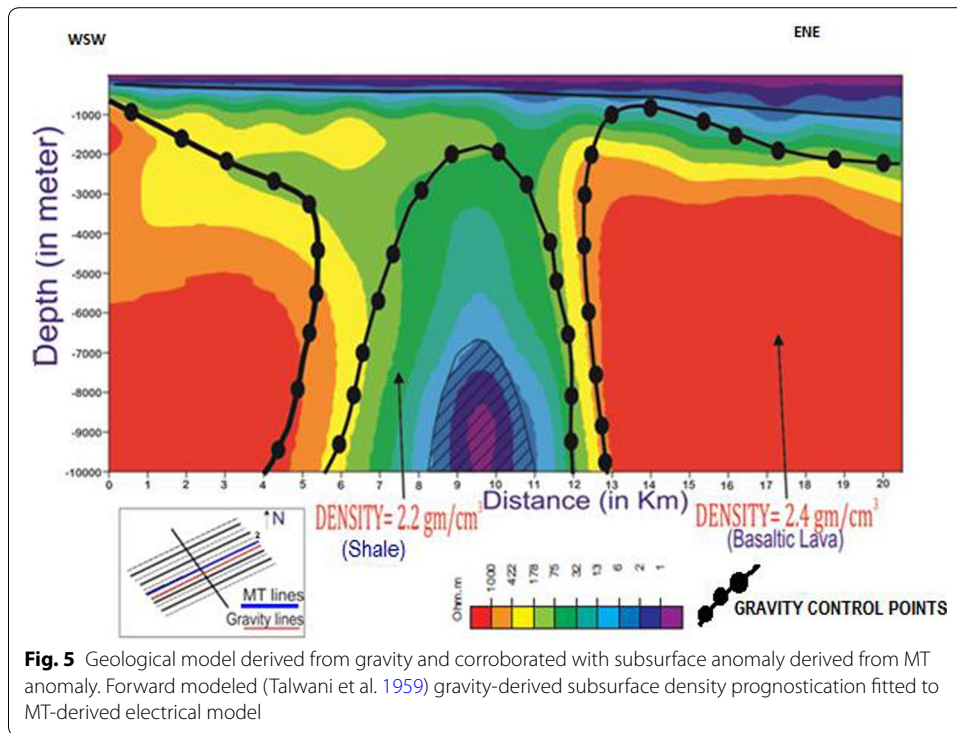 WSW
ENE
Depth (in meter)
-1000
-2000
-3000
-4000
-5000
-6000
-7000
-8000
-9000
-10000
0 1 2 3 4 5 6 7 8 9 10 11 12 13 14 15 16 17 18 19 20
Distance (in Km)
DENSITY= 2.2 gm/cm³
(Shale)
DENSITY= 2.4 gm/cm³
(Basaltic Lava)
N
2
MT lines
Gravity lines
Ohm.m 1000 422 178 75 32 13 6 2 1
GRAVITY CONTROL POINTS
Fig. 5 Geological model derived from gravity and corroborated with subsurface anomaly derived from MT
anomaly. Forward modeled (Talwani et al. 1959) gravity-derived subsurface density prognostication fitted to
MT-derived electrical model